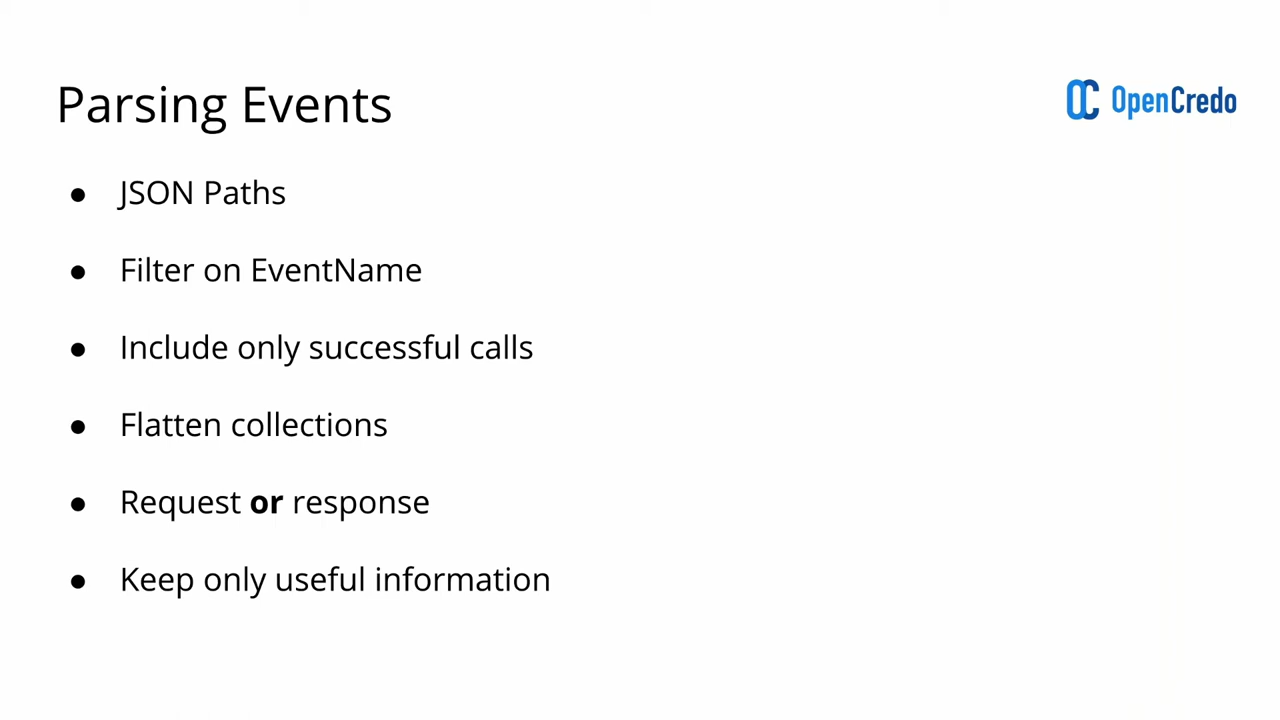 Parsing Events
OpenCredo
● JSON Paths
● Filter on EventName
● Include only successful calls
● Flatten collections
● Request or response
● Keep only useful information